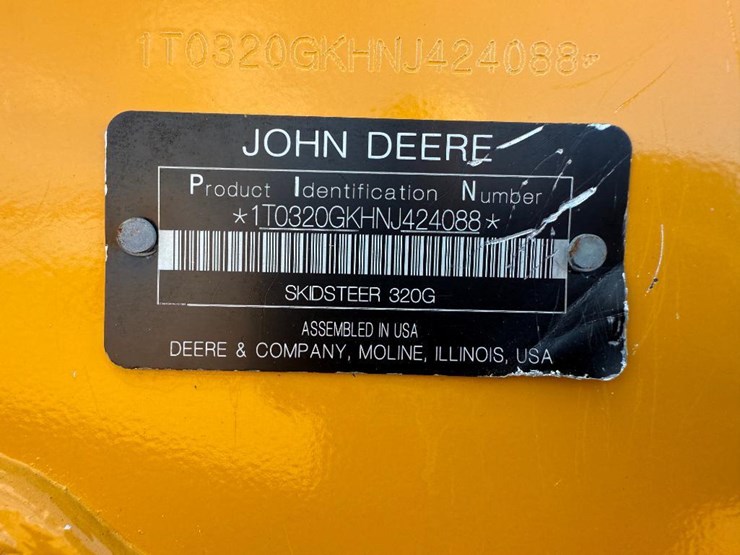 1T0320GKHNJ424088*
JOHN DEERE
Product Identification Number
*1T0320GKHNJ424088*
SKIDSTEER 320G
ASSEMBLED IN USA
DEERE & COMPANY, MOLINE, ILLINOIS, USA